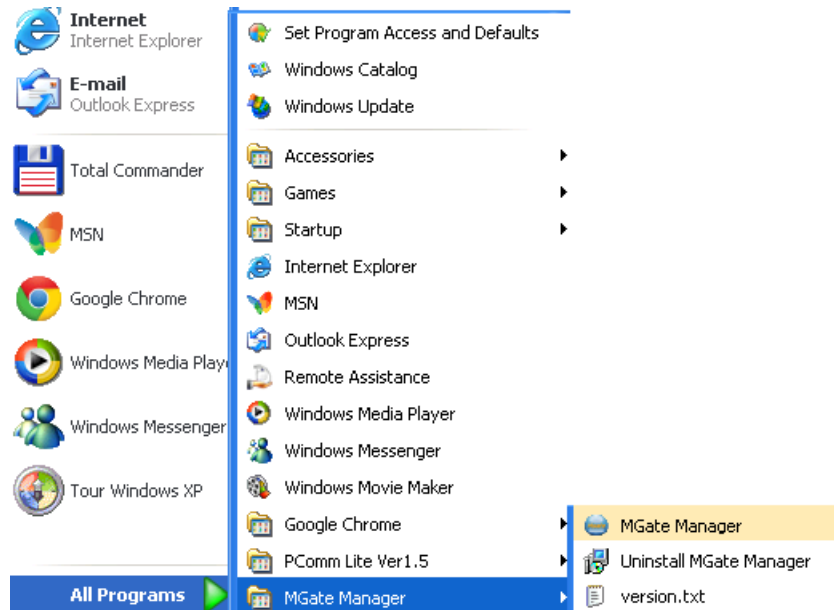 Internet
Internet Explorer
E-mail
Outlook Express
Total Commander
MSN
Google Chrome
Windows Media Play
Windows Messenger
Tour Windows XP
All Programs
Set Program Access and Defaults
Windows Catalog
Windows Update
Accessories
Games
Startup
Internet Explorer
MSN
Outlook Express
Remote Assistance
Windows Media Player
Windows Messenger
Windows Movie Maker
Google Chrome
PComm Lite Ver1.5
MGate Manager
MGate Manager
Uninstall MGate Manager
version.txt